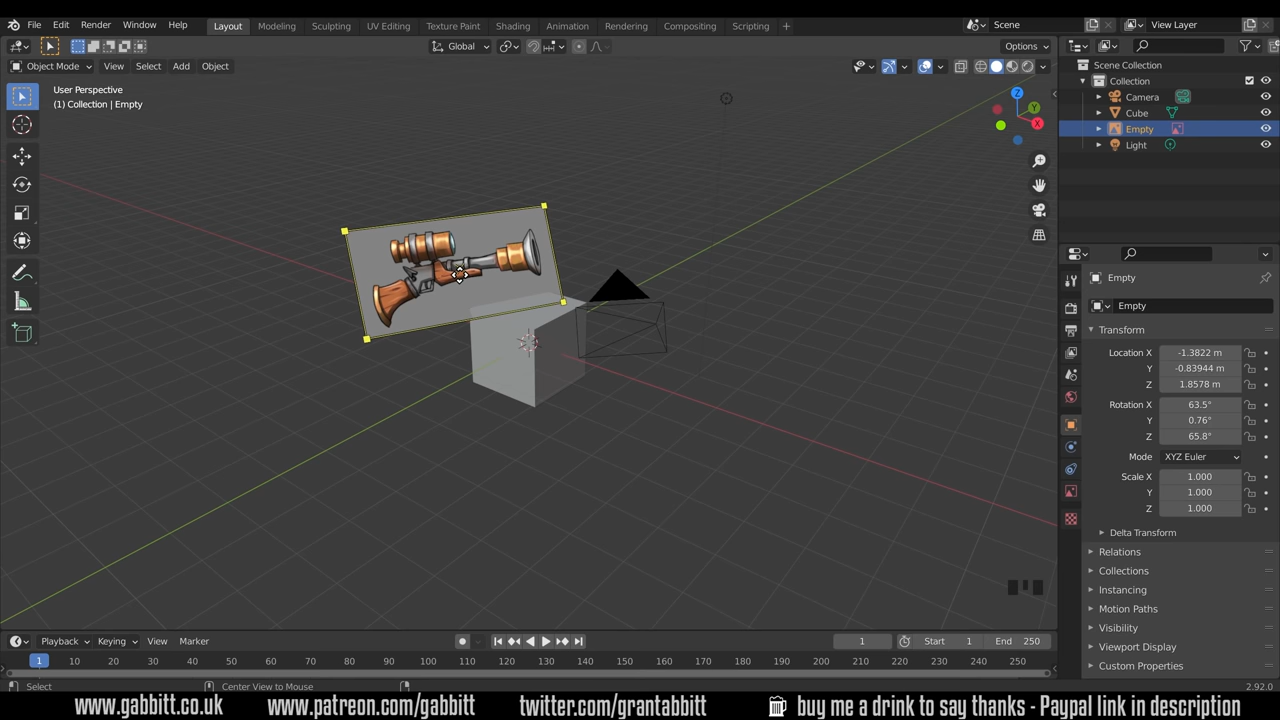 File Edit Render Window Help Layout Modeling Sculpting UV Editing Texture Paint Shading Animation Rendering Compositing Scripting + Scene View Layer
Global Options
Object Mode View Select Add Object
User Perspective
(1) Collection | Empty
Z
Y
X
Scene Collection
Collection
Camera
Cube
Empty
Light
Empty
Empty
Transform
Location X -1.3822 m
Y -0.83944 m
Z 1.8578 m
Rotation X 63.5°
Y 0.76°
Z 65.8°
Mode XYZ Euler
Scale X 1.000
Y 1.000
Z 1.000
Delta Transform
Relations
Collections
Instancing
Motion Paths
Visibility
Viewport Display
Custom Properties
Playback Keying View Marker 1 Start 1 End 250
1 10 20 30 40 50 60 70 80 90 100 110 120 130 140 150 160 170 180 190 200 210 220 230 240 250
Select Center View to Mouse 2.92.0
www.gabbitt.co.uk www.patreon.com/gabbitt twitter.com/grantabbitt buy me a drink to say thanks - Paypal link in description